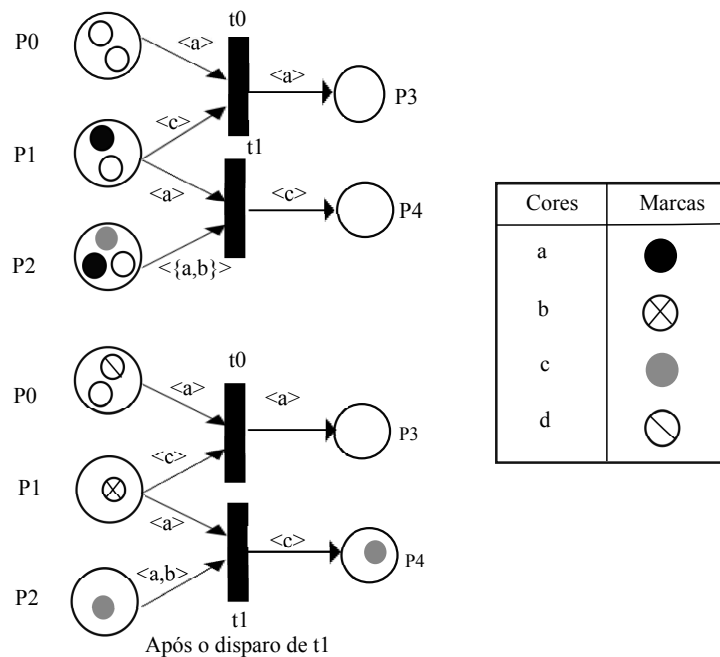 t0
P0
<a>
<a>
P3
<c>
P1
t1
<a>
<c>
P4
P2
<{a,b}>
Cores Marcas
a
b
c
d
t0
P0
<a>
<a>
P3
<c>
P1
<a>
<c>
P4
<a,b>
P2
t1
Após o disparo de t1